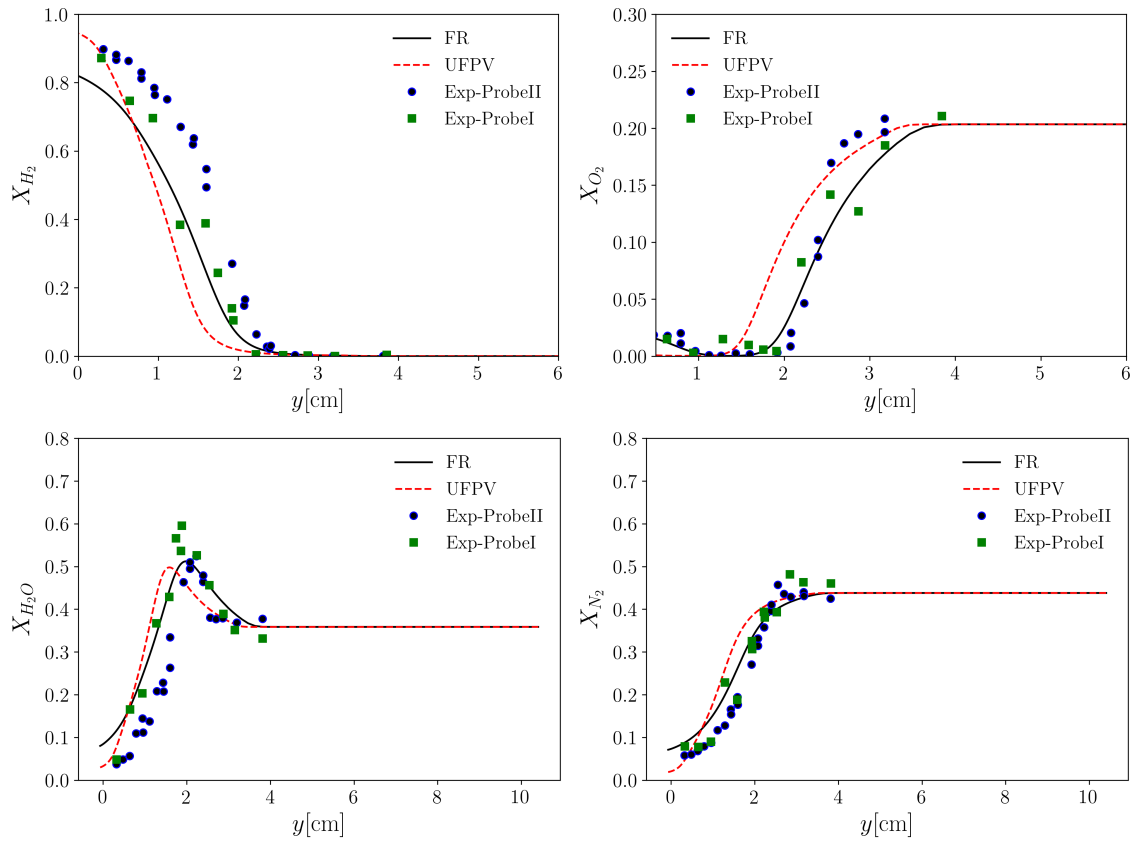 1.0
0.8
0.6
0.4
0.2
0.0
X_{H_2}
FR
UFPV
Exp-ProbeII
Exp-ProbeI
0 1 2 3 4 5 6
y[cm]
0.30
0.25
0.20
0.15
0.10
0.05
0.00
X_{O_2}
FR
UFPV
Exp-ProbeII
Exp-ProbeI
1 2 3 4 5 6
y[cm]
0.8
0.7
0.6
0.5
0.4
0.3
0.2
0.1
0.0
X_{H_2O}
FR
UFPV
Exp-ProbeII
Exp-ProbeI
0 2 4 6 8 10
y[cm]
0.8
0.7
0.6
0.5
0.4
0.3
0.2
0.1
0.0
X_{N_2}
FR
UFPV
Exp-ProbeII
Exp-ProbeI
0 2 4 6 8 10
y[cm]